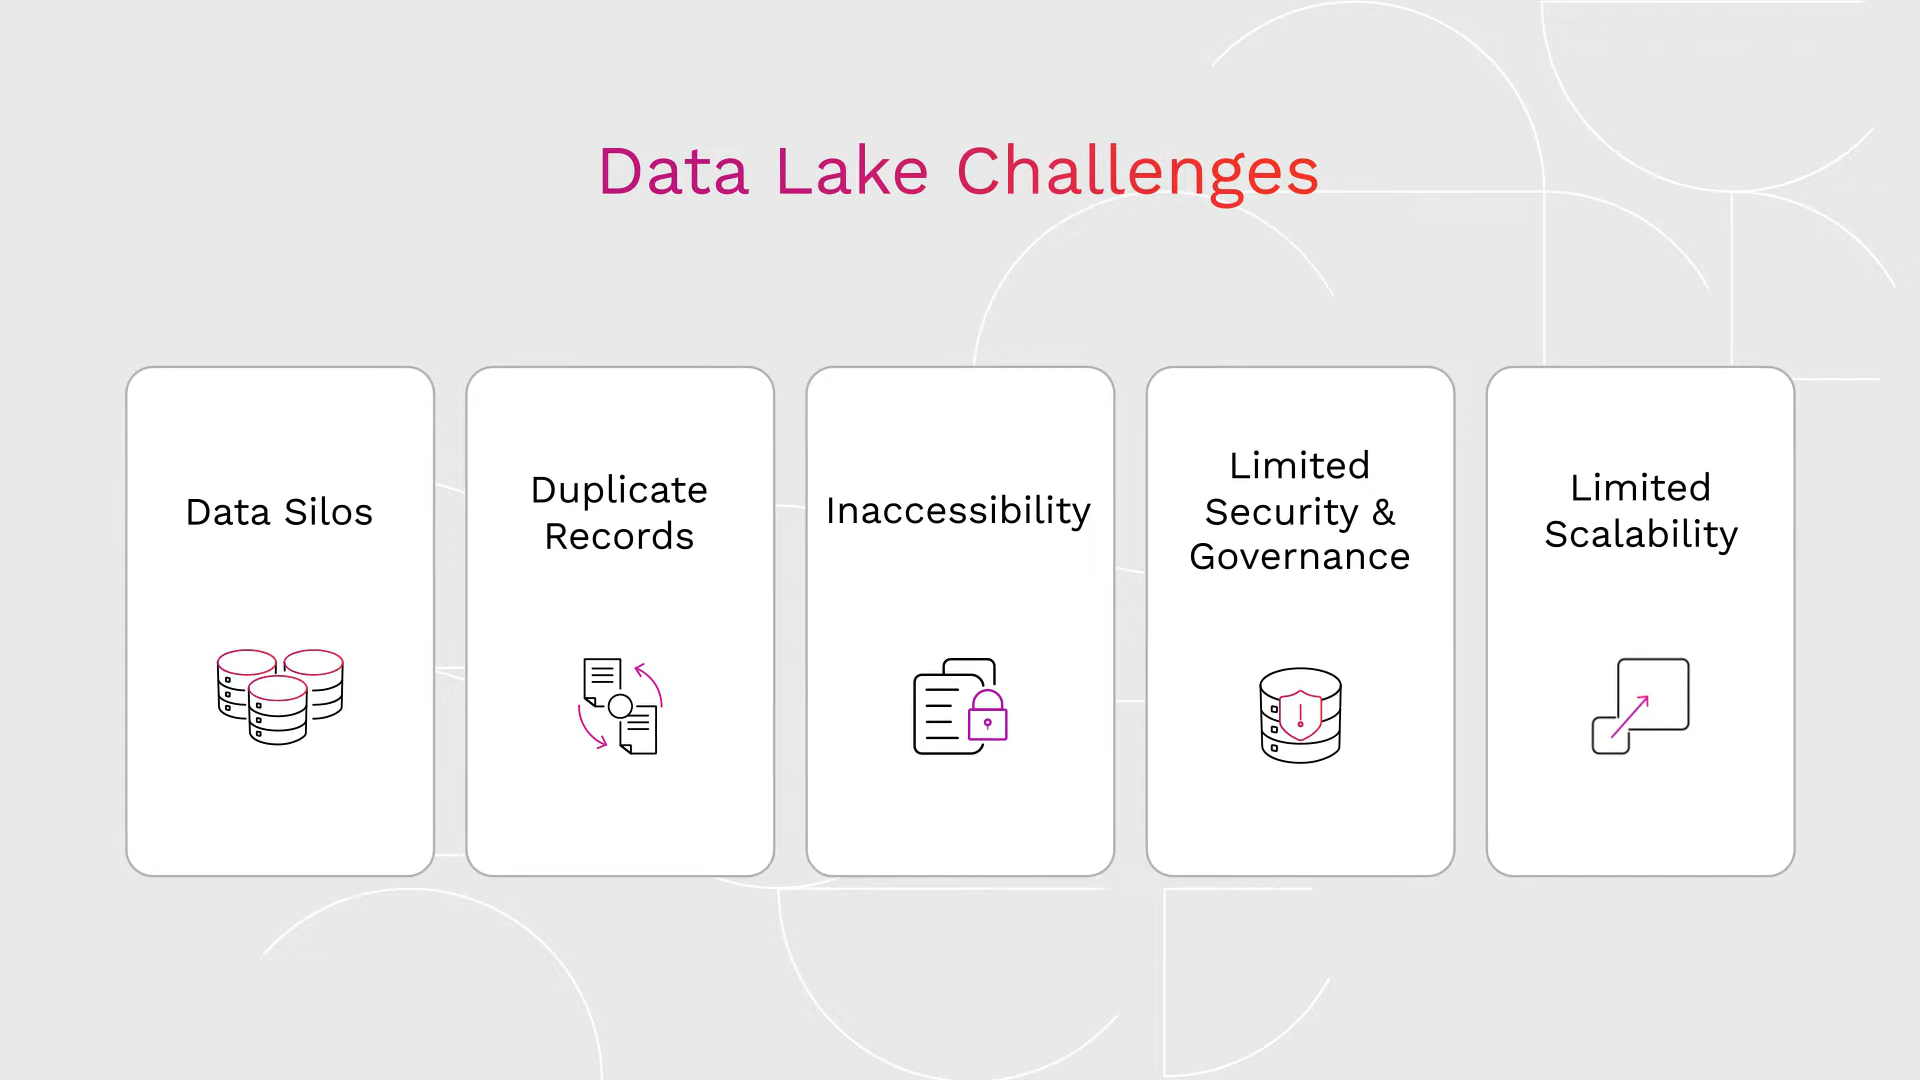 Data Lake Challenges
Data Silos
Duplicate
Records
Inaccessibility
Limited
Security &
Governance
Limited
Scalability